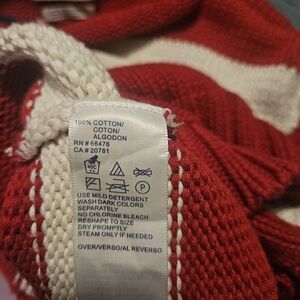 100% COTTON/
COTON/
ALGODON
RN # 66476
CA # 20781
40C
P
USE MILD DETERGENT
WASH DARK COLORS
SEPARATELY
NO CHLORINE BLEACH
RESHAPE TO SIZE
DRY PROMPTLY
STEAM ONLY IF NEEDED
OVER/VERSO/AL REVERSO